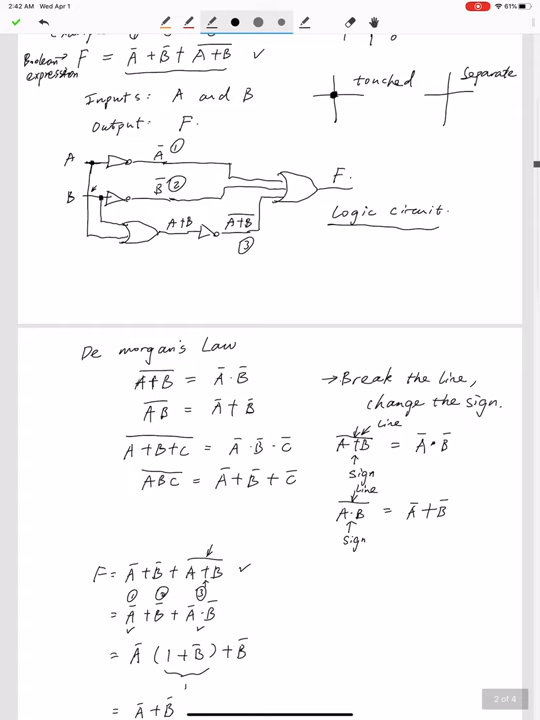 2:42 AM Wed Apr 1
61%
Boolean → F = A̅ + B̅ + A̅+̅B̅ ✓
expression
touched
separate
Inputs: A and B
Output: F.
A
A̅ ①
B
B̅ ②
F.
A+B
A̅+̅B̅
③
Logic circuit.
De morgan's Law
A̅+̅B̅ = A̅ · B̅
A̅B̅ = A̅ + B̅
A̅+̅B̅+̅C̅ = A̅ · B̅ · C̅
A̅B̅C̅ = A̅ + B̅ + C̅
→ Break the line,
change the sign.
Line
A̅+̅B̅ = A̅ · B̅
sign
Line
A̅·̅B̅ = A̅ + B̅
sign
F = A̅ + B̅ + A̅+̅B̅ ✓
① ② ③
= A̅ + B̅ + A̅ · B̅
= A̅ (1 + B̅) + B̅
1
= A̅ + B̅
2 of 4